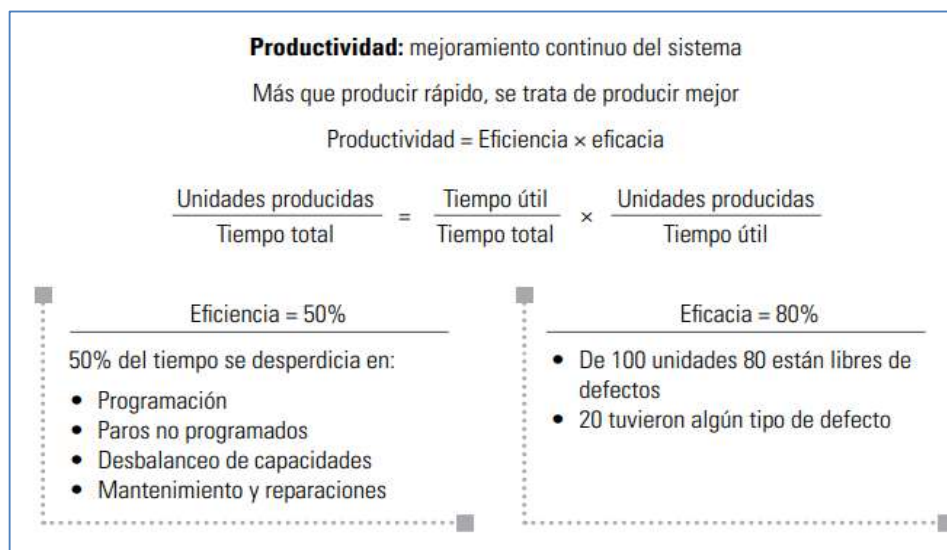 Productividad: mejoramiento continuo del sistema
Más que producir rápido, se trata de producir mejor
Productividad = Eficiencia × eficacia
Unidades producidas
Tiempo total
=
Tiempo útil
Tiempo total
×
Unidades producidas
Tiempo útil
Eficiencia = 50%
50% del tiempo se desperdicia en:
• Programación
• Paros no programados
• Desbalanceo de capacidades
• Mantenimiento y reparaciones
Eficacia = 80%
• De 100 unidades 80 están libres de
defectos
• 20 tuvieron algún tipo de defecto